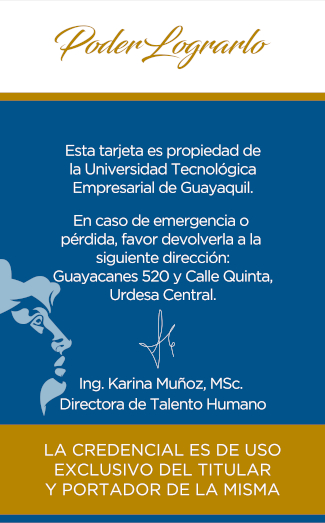 Poder Lograrlo
Esta tarjeta es propiedad de
la Universidad Tecnológica
Empresarial de Guayaquil.
En caso de emergencia o
pérdida, favor devolverla a la
siguiente dirección:
Guayacanes 520 y Calle Quinta,
Urdesa Central.
Ing. Karina Muñoz, MSc.
Directora de Talento Humano
LA CREDENCIAL ES DE USO
EXCLUSIVO DEL TITULAR
Y PORTADOR DE LA MISMA